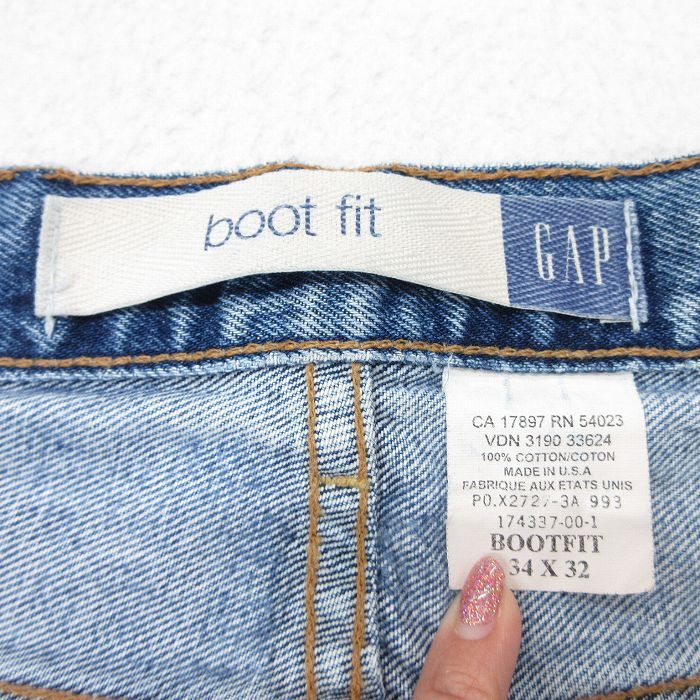 boot fit
GAP
CA 17897 RN 54023
VDN 3190 33624
100% COTTON/COTON
MADE IN U.S.A
FABRIQUE AUX ETATS UNIS
PO.X2727-3A 993
174337-00-1
BOOTFIT
34 X 32